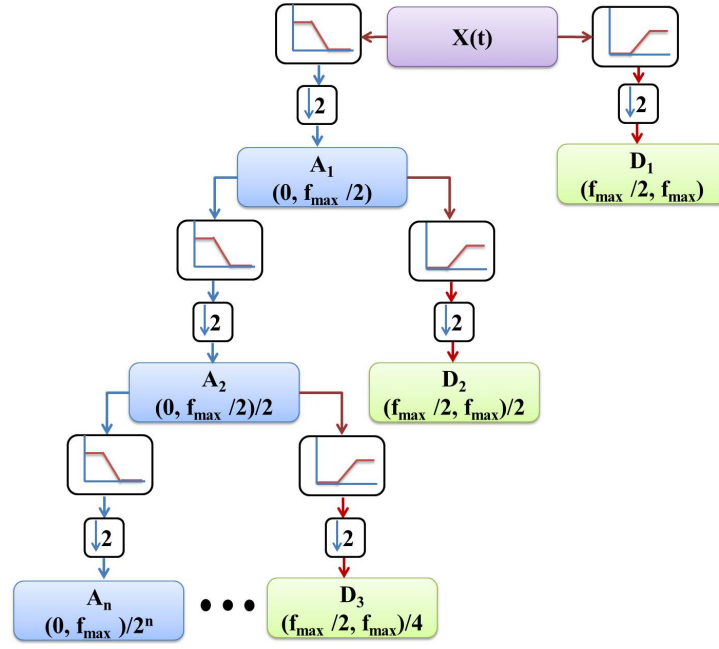 X(t)
↓2
↓2
A₁
(0, fₘₐₓ /2)
D₁
(fₘₐₓ /2, fₘₐₓ)
↓2
↓2
A₂
(0, fₘₐₓ /2)/2
D₂
(fₘₐₓ /2, fₘₐₓ)/2
↓2
↓2
Aₙ
(0, fₘₐₓ )/2ⁿ
•••
D₃
(fₘₐₓ /2, fₘₐₓ)/4